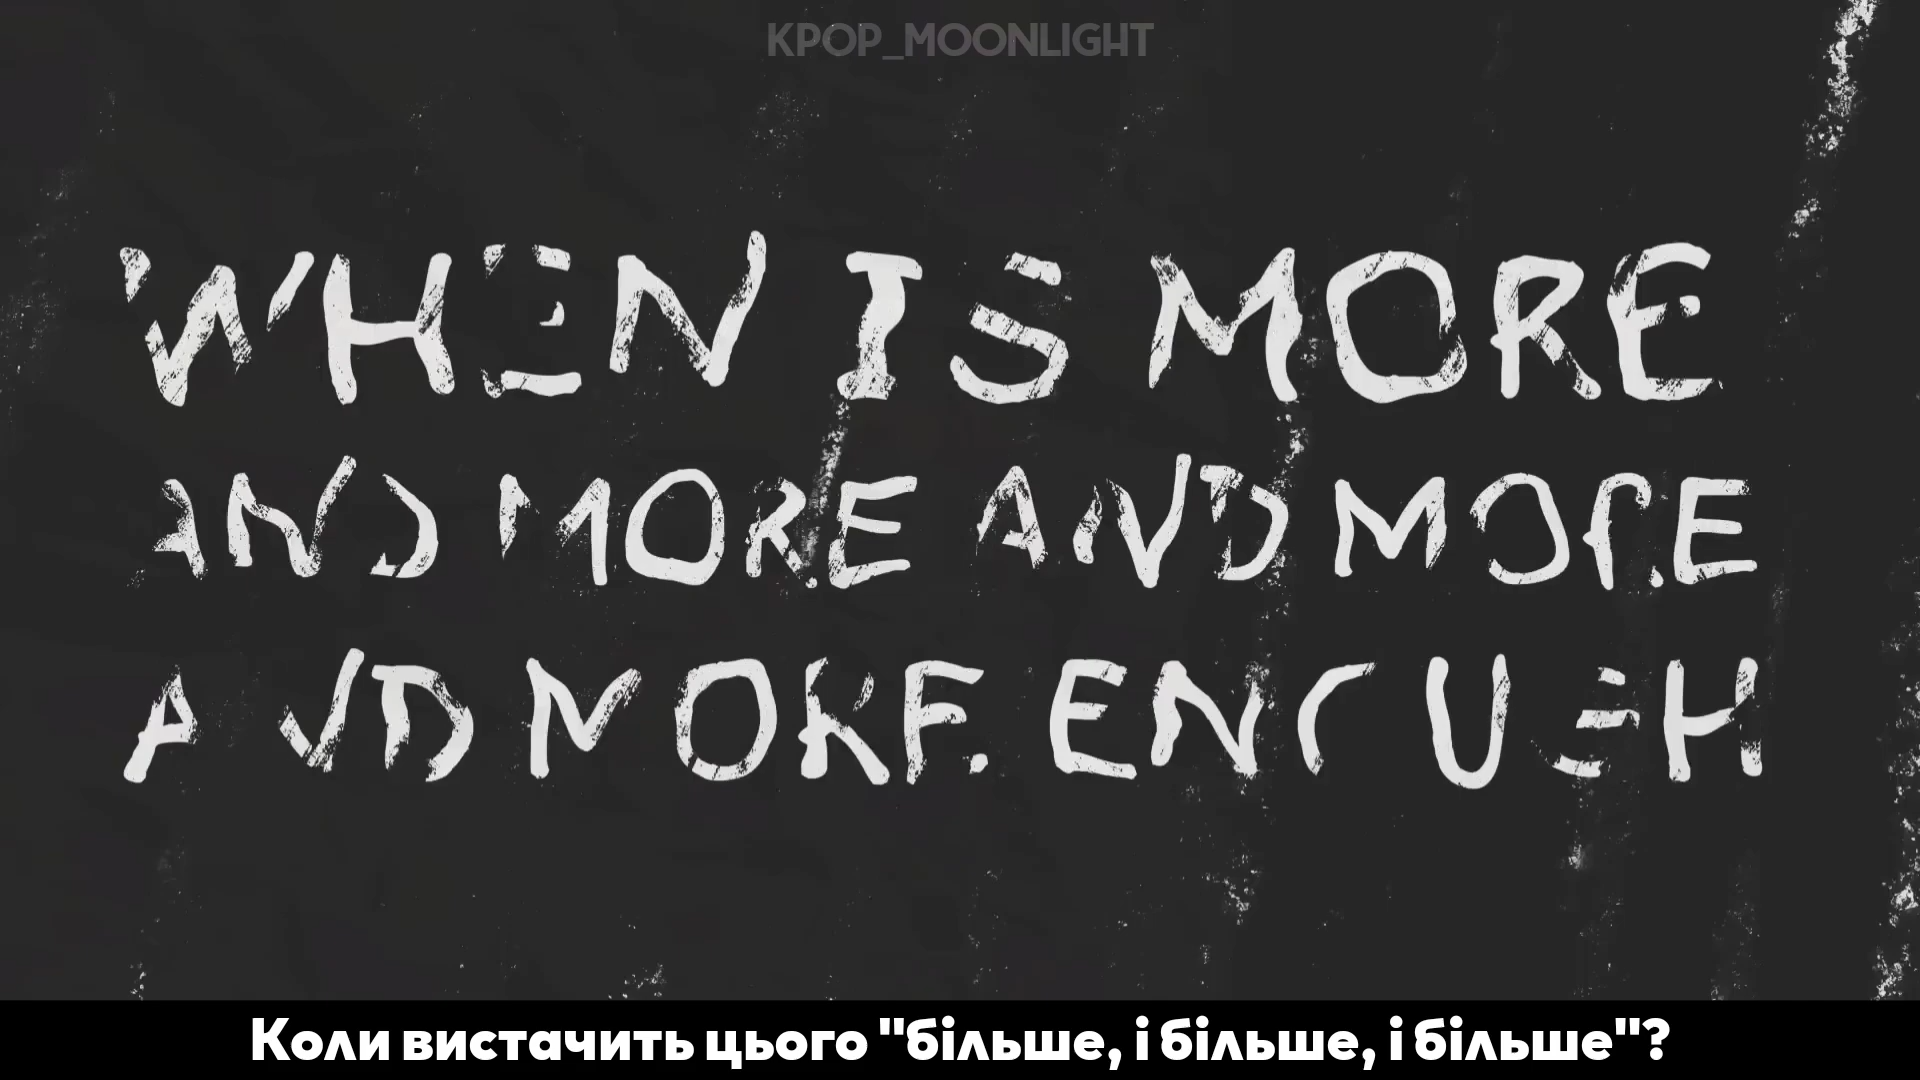 KPOP_MOONLIGHT
WHEN IS MORE
AND MORE AND MORE
AND MORE ENOUGH
Коли вистачить цього "більше, і більше, і більше"?